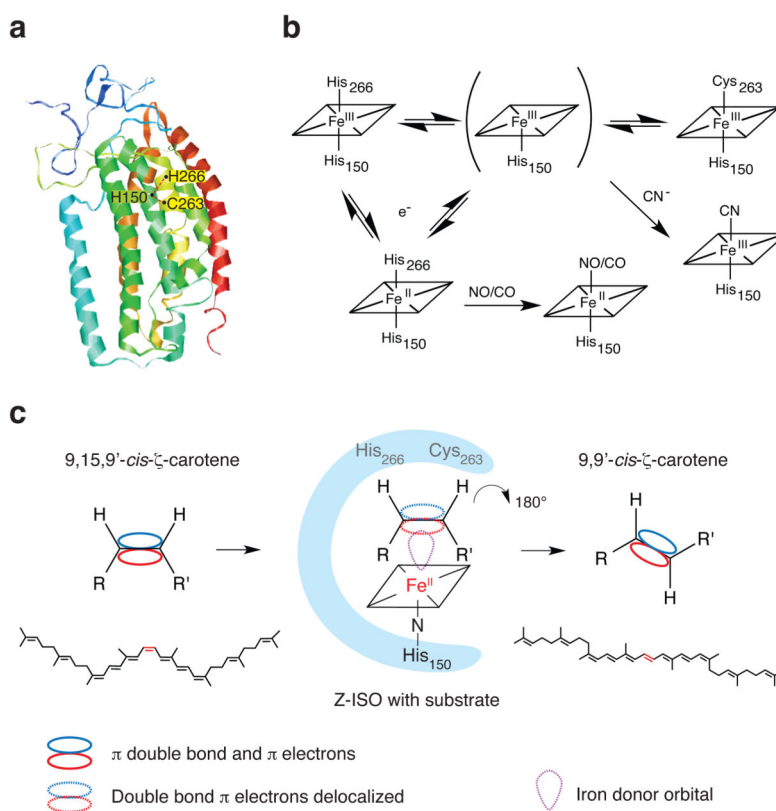 a
H266
H150
C263
b
His266
FeIII
His150
FeIII
His150
Cys263
FeIII
His150
e-
CN-
CN
FeIII
His150
His266
FeII
His150
NO/CO
NO/CO
FeII
His150
c
9,15,9'-cis-ζ-carotene
H H
R R'
His266 Cys263
H H
180°
R R'
FeII
N
His150
Z-ISO with substrate
9,9'-cis-ζ-carotene
H
R R'
H
π double bond and π electrons
Double bond π electrons delocalized
Iron donor orbital